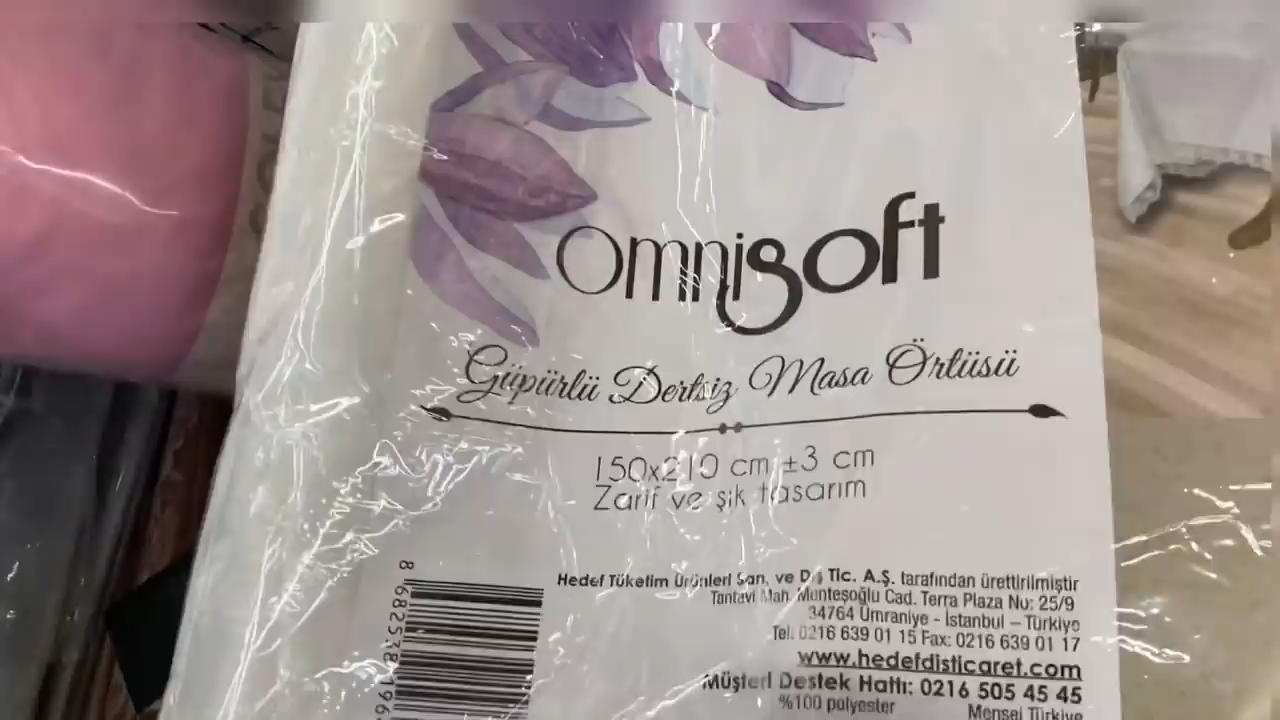 omnisoft
Güpürlü Dertsiz Masa Örtüsü
150x210 cm ±3 cm
Zarif ve şık tasarım
Hedef Tüketim Ürünleri San. ve Dış Tic. A.Ş. tarafından ürettirilmiştir
Tantavi Mah. Münteşoğlu Cad. Terra Plaza No: 25/9
34764 Ümraniye - İstanbul – Türkiye
Tel: 0216 639 01 15 Fax: 0216 639 01 17
www.hedefdisticaret.com
Müşteri Destek Hattı: 0216 505 45 45
%100 polyester
Menşei Türkiye
8 682538